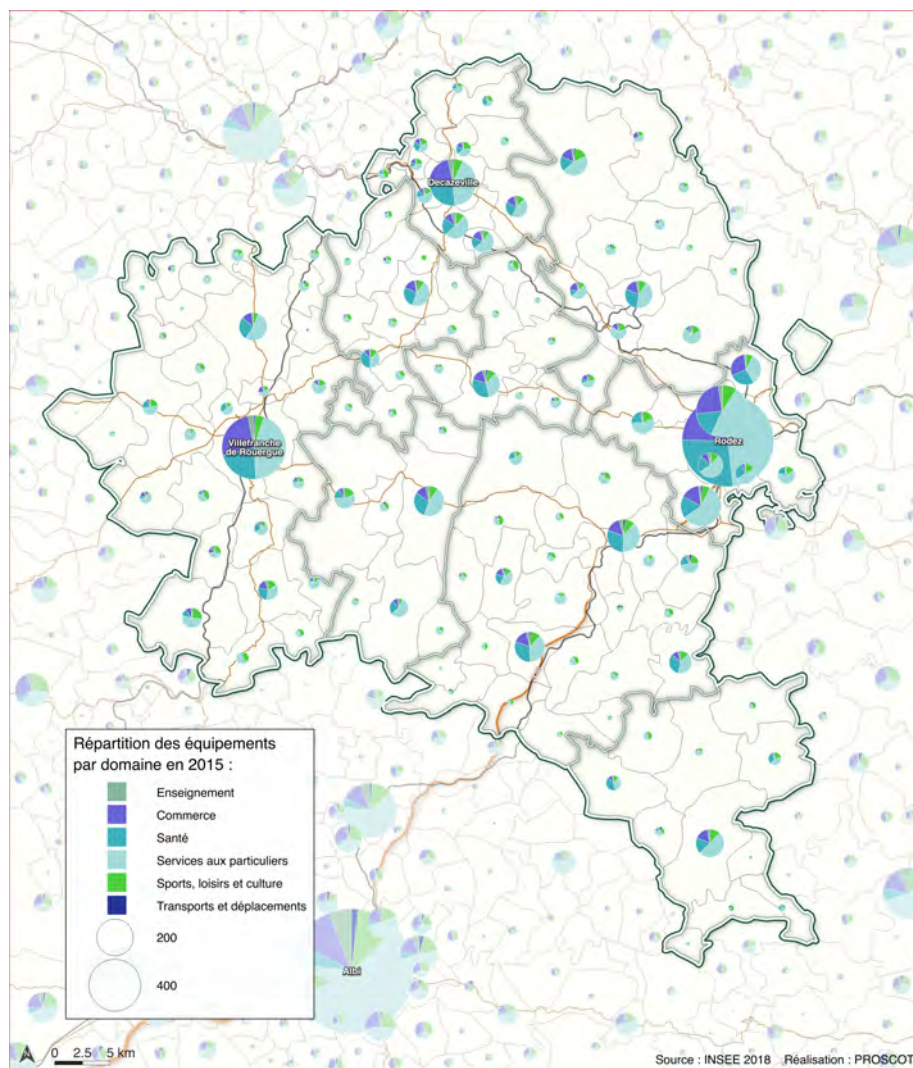 Decazeville
Villefranche
de Rouergue
Rodez
Répartition des équipements
par domaine en 2015 :
Enseignement
Commerce
Santé
Services aux particuliers
Sports, loisirs et culture
Transports et déplacements
200
400
Albi
N
0 2.5 5 km
Source : INSEE 2018 Réalisation : PROSCOT